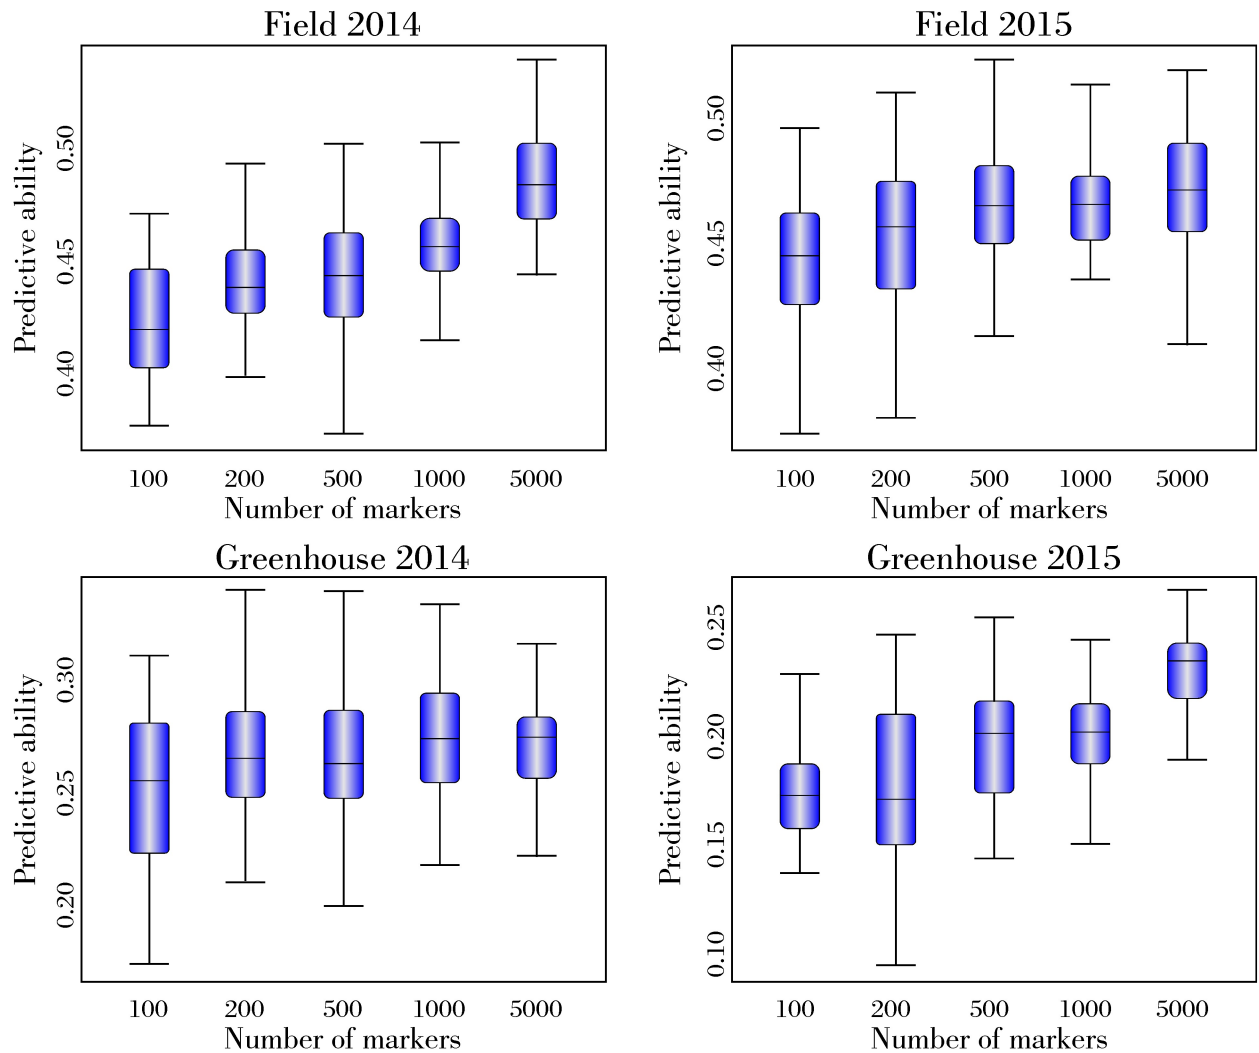 Field 2014
Predictive ability
0.50
0.45
0.40
100 200 500 1000 5000
Number of markers
Field 2015
Predictive ability
0.50
0.45
0.40
100 200 500 1000 5000
Number of markers
Greenhouse 2014
Predictive ability
0.30
0.25
0.20
100 200 500 1000 5000
Number of markers
Greenhouse 2015
Predictive ability
0.25
0.20
0.15
0.10
100 200 500 1000 5000
Number of markers